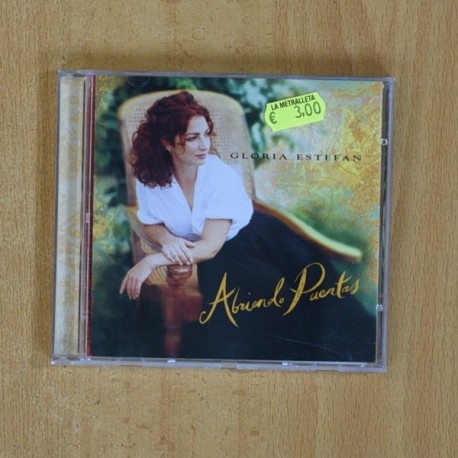 LA METRALLETA
€ 3,00
GLORIA ESTEFAN
Abriendo Puertas